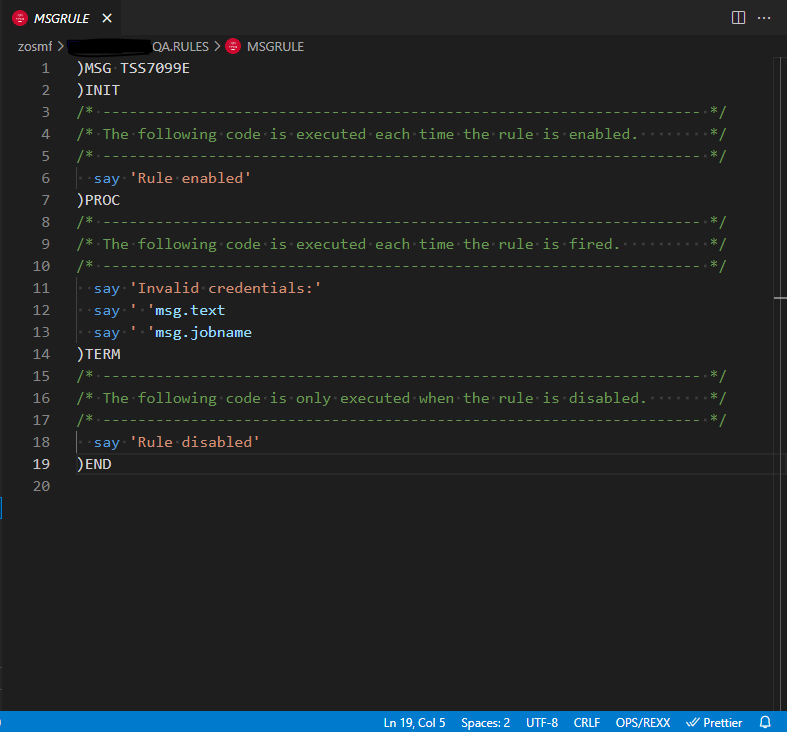 MSGRULE
zosmf > QA.RULES > MSGRULE
1 )MSG TSS7099E
2 )INIT
3 /* -------------------------------------------------------------------- */
4 /* The following code is executed each time the rule is enabled. */
5 /* -------------------------------------------------------------------- */
6 say 'Rule enabled'
7 )PROC
8 /* -------------------------------------------------------------------- */
9 /* The following code is executed each time the rule is fired. */
10 /* -------------------------------------------------------------------- */
11 say 'Invalid credentials:'
12 say ' 'msg.text
13 say ' 'msg.jobname
14 )TERM
15 /* -------------------------------------------------------------------- */
16 /* The following code is only executed when the rule is disabled. */
17 /* -------------------------------------------------------------------- */
18 say 'Rule disabled'
19 )END
20
Ln 19, Col 5 Spaces: 2 UTF-8 CRLF OPS/REXX Prettier